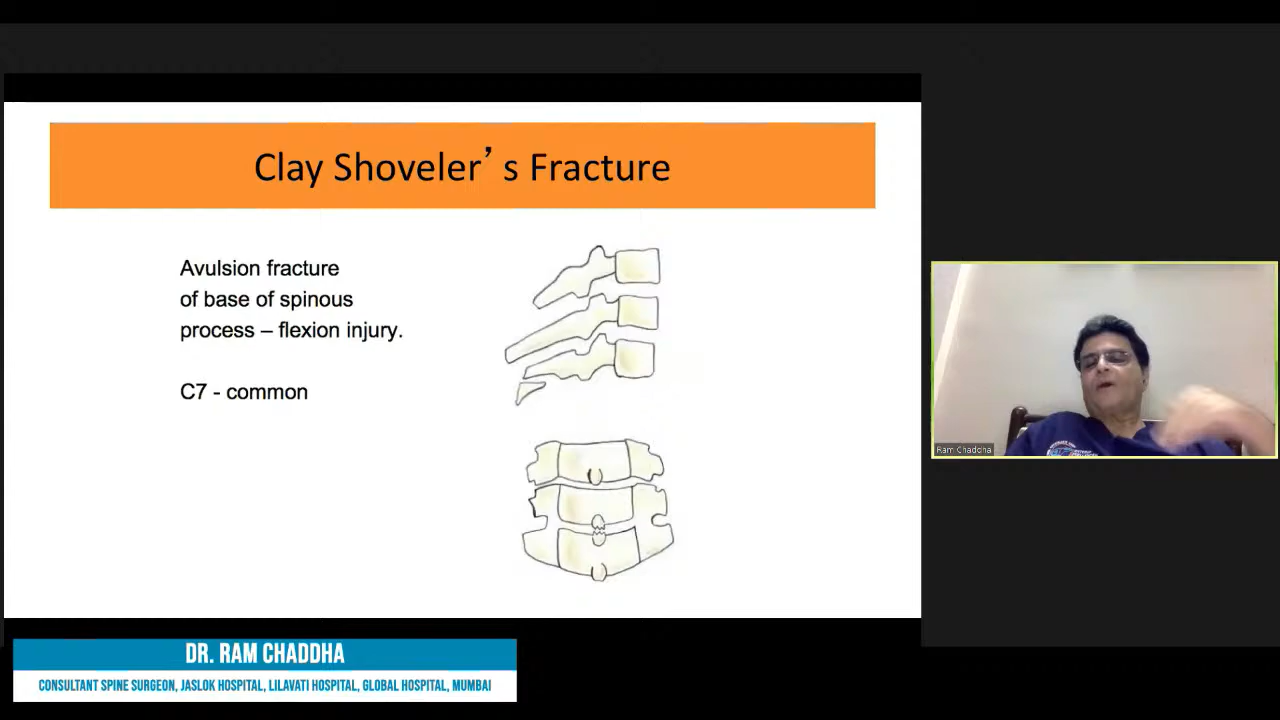 Clay Shoveler’s Fracture
Avulsion fracture
of base of spinous
process – flexion injury.
C7 - common
Ram Chaddha
DR. RAM CHADDHA
CONSULTANT SPINE SURGEON, JASLOK HOSPITAL, LILAVATI HOSPITAL, GLOBAL HOSPITAL, MUMBAI